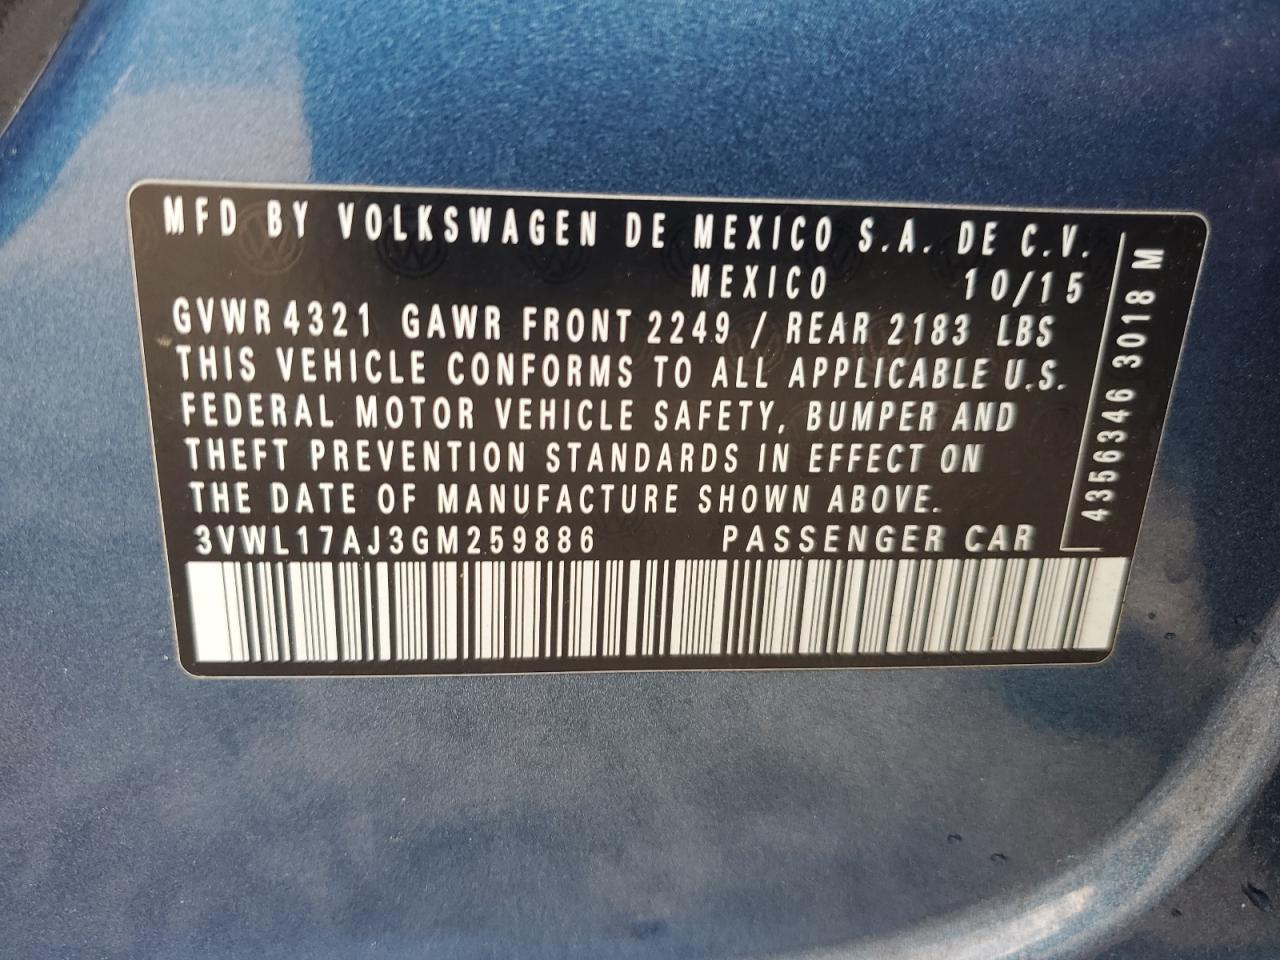 MFD BY VOLKSWAGEN DE MEXICO S.A. DE C.V.
MEXICO 10/15
GVWR 4321 GAWR FRONT 2249 / REAR 2183 LBS
THIS VEHICLE CONFORMS TO ALL APPLICABLE U.S.
FEDERAL MOTOR VEHICLE SAFETY, BUMPER AND
THEFT PREVENTION STANDARDS IN EFFECT ON
THE DATE OF MANUFACTURE SHOWN ABOVE.
3VWL17AJ3GM259886 PASSENGER CAR
4356346 3018 M